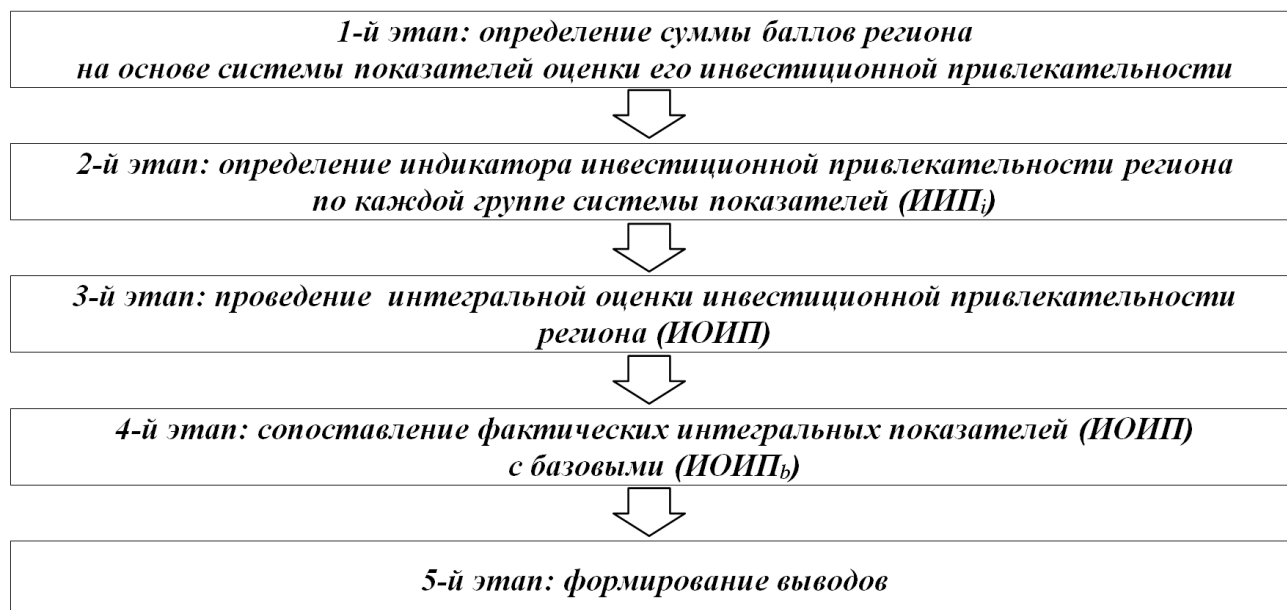 1-й этап: определение суммы баллов региона
на основе системы показателей оценки его инвестиционной привлекательности
2-й этап: определение индикатора инвестиционной привлекательности региона
по каждой группе системы показателей (ИИПi)
3-й этап: проведение интегральной оценки инвестиционной привлекательности
региона (ИОИП)
4-й этап: сопоставление фактических интегральных показателей (ИОИП)
с базовыми (ИОИПb)
5-й этап: формирование выводов